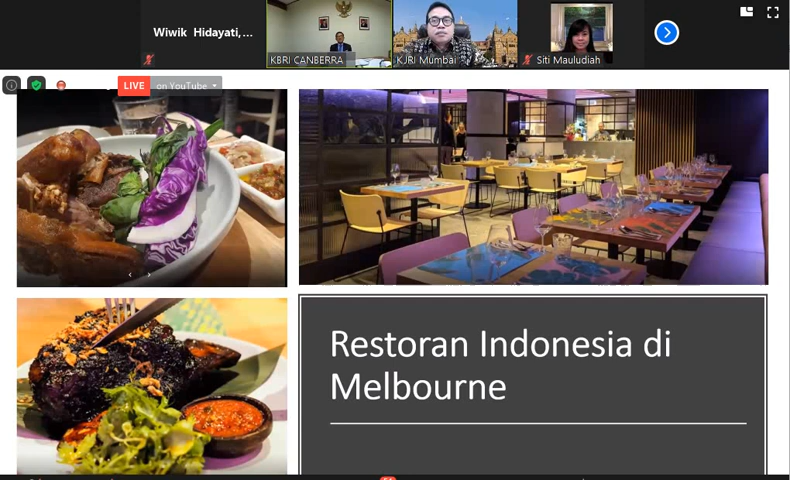 Wiwik Hidayati,...
KBRI CANBERRA
KJRI Mumbai
Siti Mauludiah
LIVE
on YouTube
Restoran Indonesia di
Melbourne